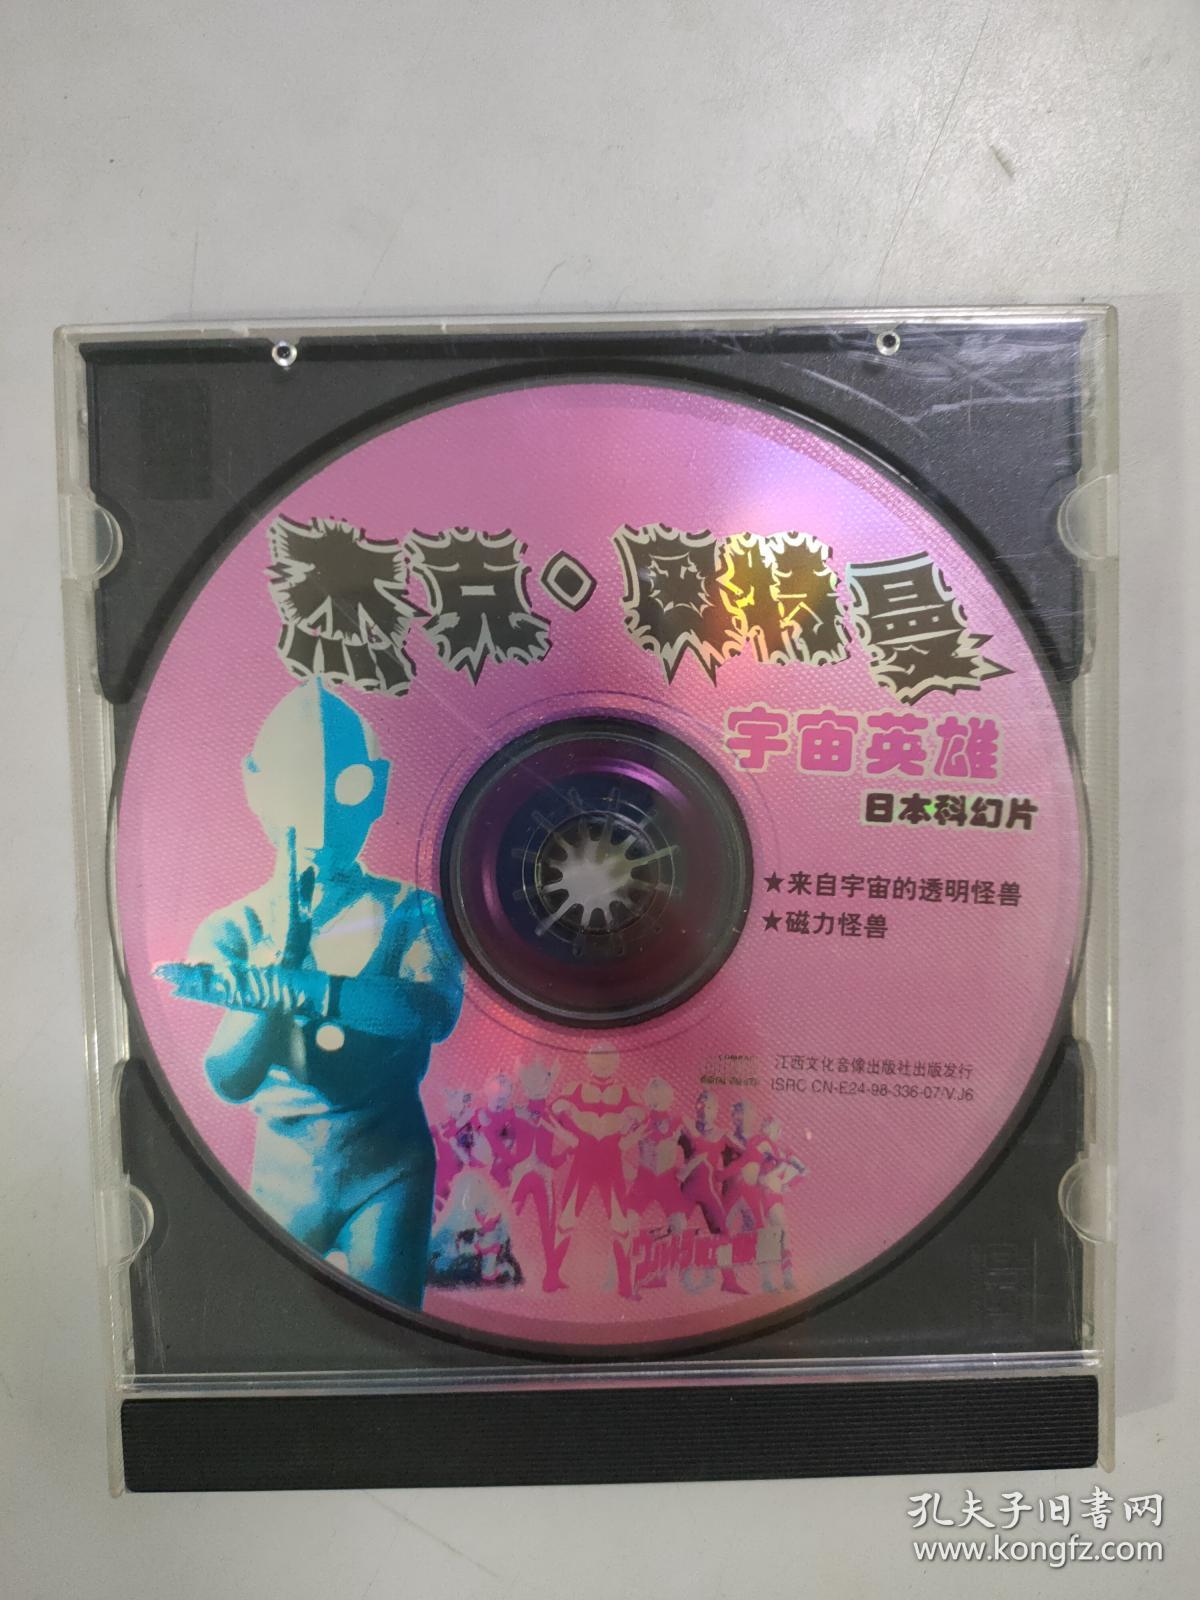 杰克·奥特曼
宇宙英雄
日本科幻片
★来自宇宙的透明怪兽
★磁力怪兽
江西文化音像出版社出版发行
ISRC CN-E24-98-336-07/V.J6
孔夫子旧书网
www.kongfz.com